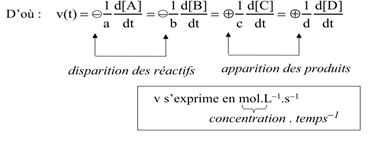 D'où : v(t) = ⊖ 1/a d[A]/dt = ⊖ 1/b d[B]/dt = ⊕ 1/c d[C]/dt = ⊕ 1/d d[D]/dt
disparition des réactifs apparition des produits
v s'exprime en mol.L⁻¹.s⁻¹
concentration . temps⁻¹